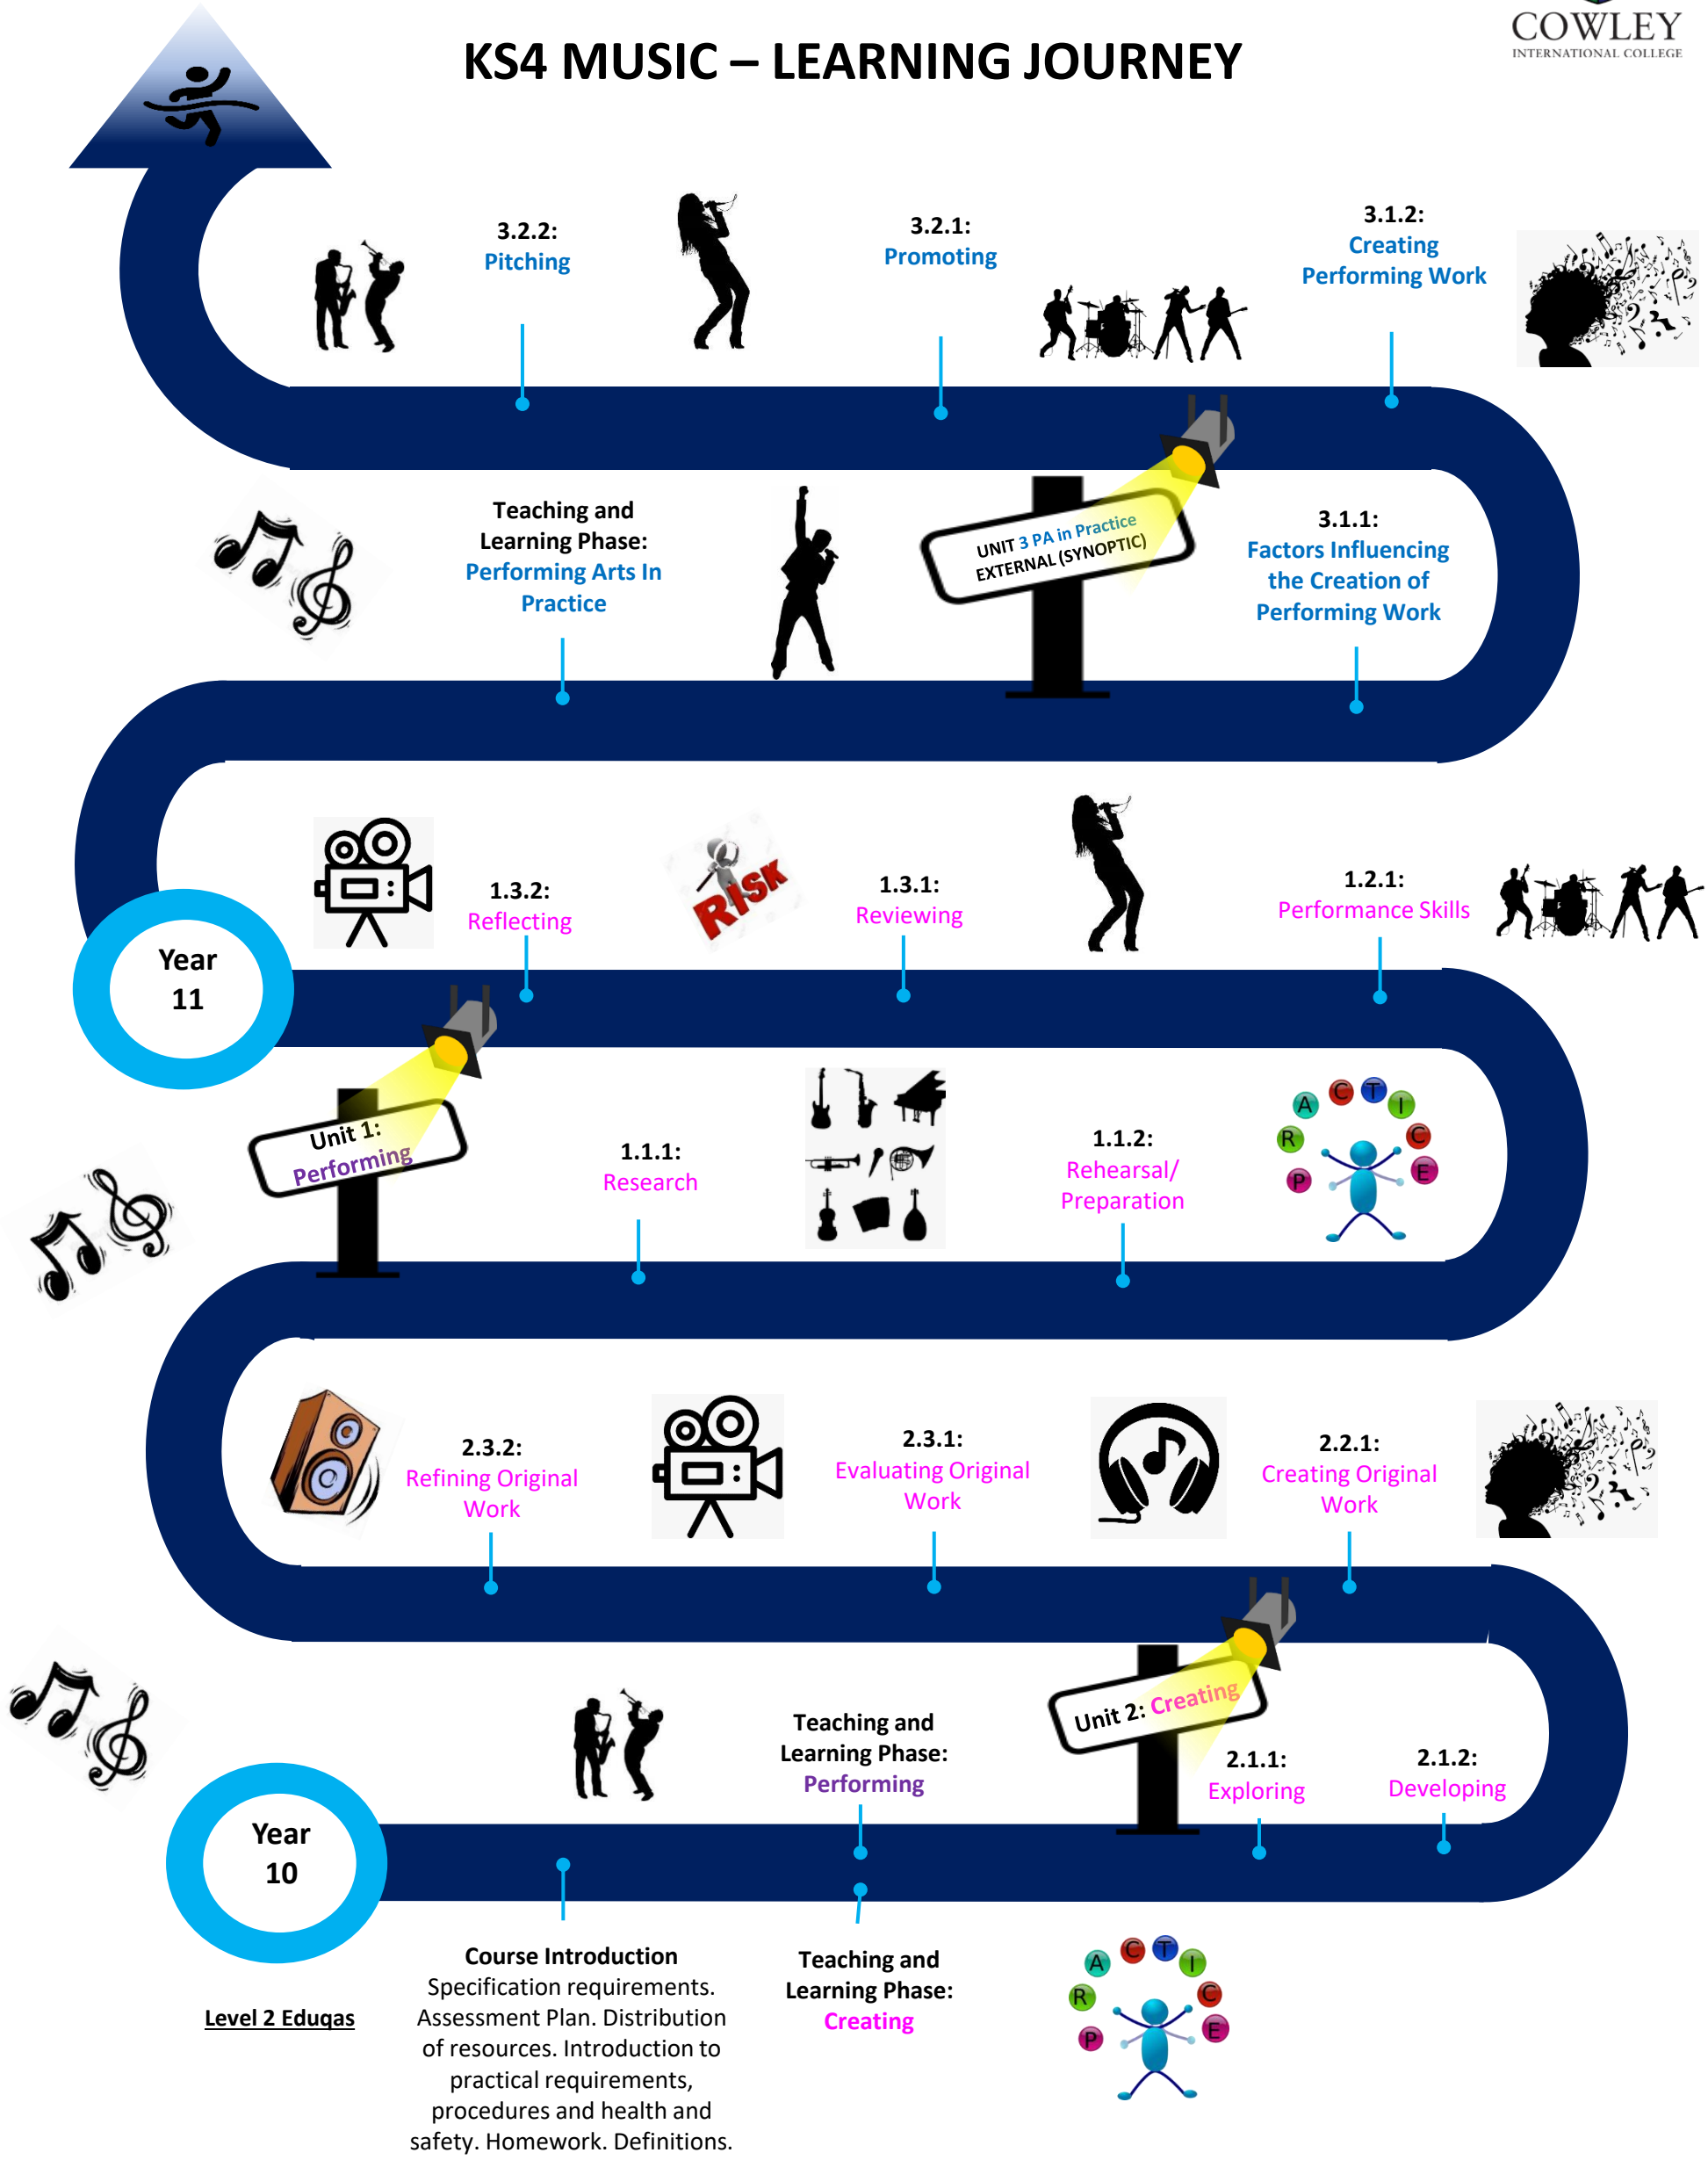 COWLEY
INTERNATIONAL COLLEGE
KS4 MUSIC – LEARNING JOURNEY
3.2.2:
Pitching
3.2.1:
Promoting
3.1.2:
Creating
Performing Work
Teaching and
Learning Phase:
Performing Arts In
Practice
UNIT 3 PA in Practice
EXTERNAL (SYNOPTIC)
3.1.1:
Factors Influencing
the Creation of
Performing Work
1.3.2:
Reflecting
RISK
1.3.1:
Reviewing
1.2.1:
Performance Skills
Year
11
Unit 1:
Performing
1.1.1:
Research
1.1.2:
Rehearsal/
Preparation
PRACTICE
2.3.2:
Refining Original
Work
2.3.1:
Evaluating Original
Work
2.2.1:
Creating Original
Work
Teaching and
Learning Phase:
Performing
Unit 2: Creating
2.1.1:
Exploring
2.1.2:
Developing
Year
10
Level 2 Eduqas
Course Introduction
Specification requirements.
Assessment Plan. Distribution
of resources. Introduction to
practical requirements,
procedures and health and
safety. Homework. Definitions.
Teaching and
Learning Phase:
Creating
PRACTICE